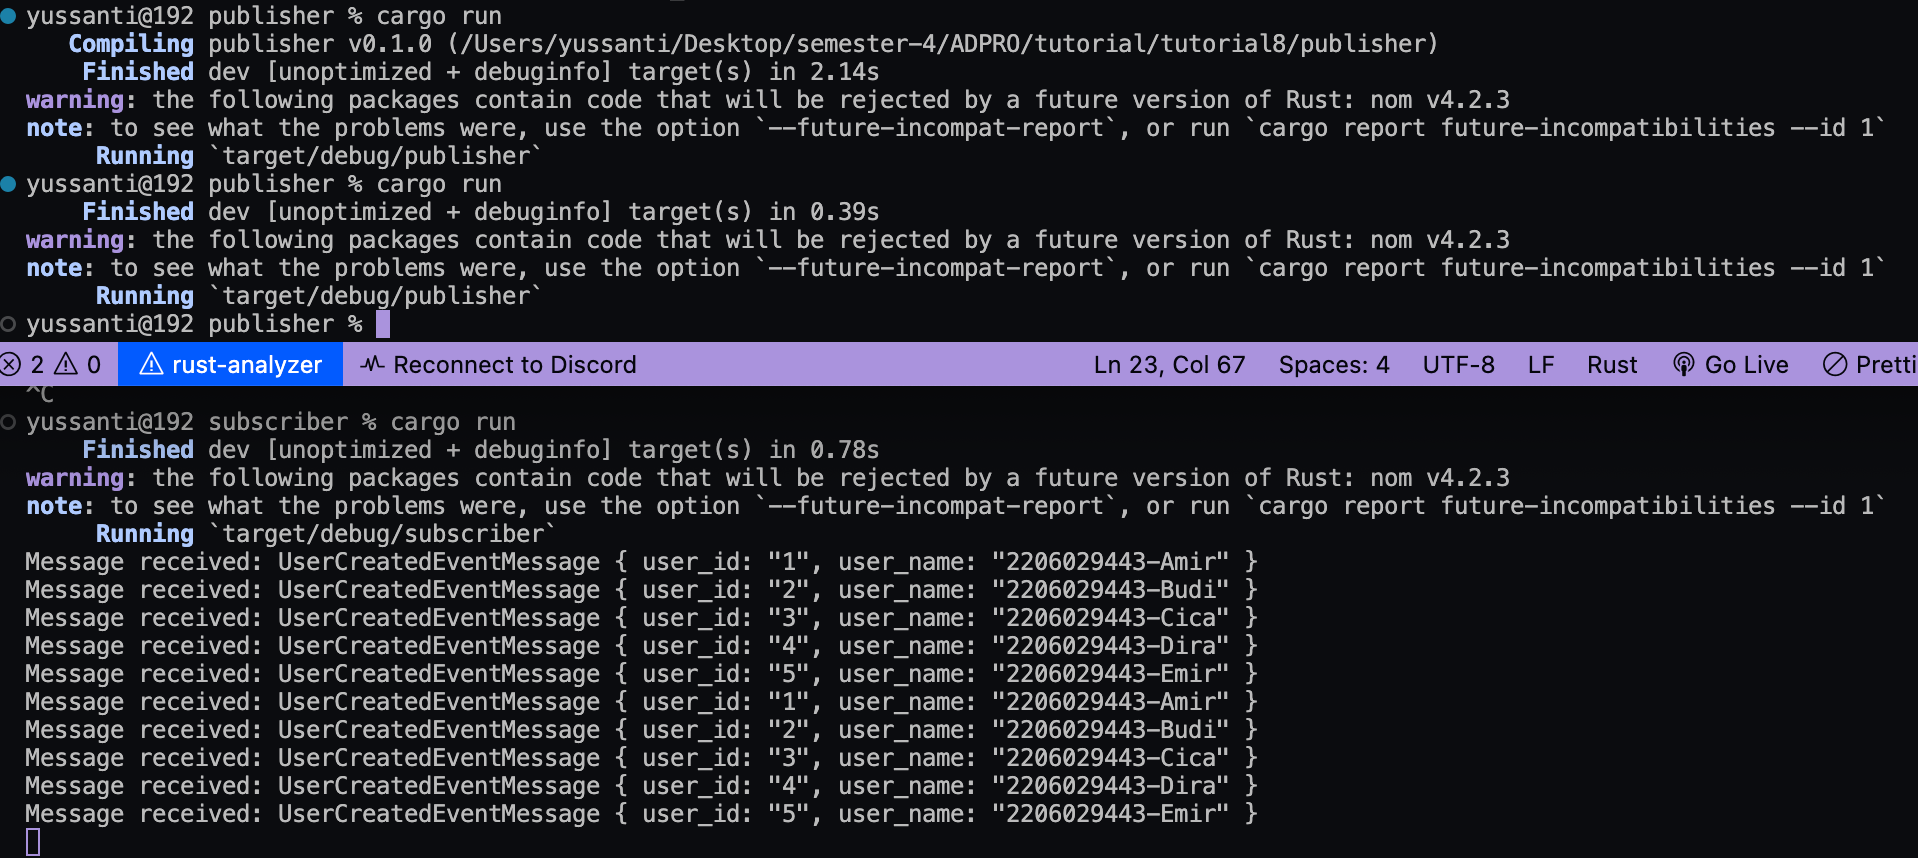 yussanti@192 publisher % cargo run
Compiling publisher v0.1.0 (/Users/yussanti/Desktop/semester-4/ADPRO/tutorial/tutorial8/publisher)
Finished dev [unoptimized + debuginfo] target(s) in 2.14s
warning: the following packages contain code that will be rejected by a future version of Rust: nom v4.2.3
note: to see what the problems were, use the option `--future-incompat-report`, or run `cargo report future-incompatibilities --id 1`
Running `target/debug/publisher`
yussanti@192 publisher % cargo run
Finished dev [unoptimized + debuginfo] target(s) in 0.39s
warning: the following packages contain code that will be rejected by a future version of Rust: nom v4.2.3
note: to see what the problems were, use the option `--future-incompat-report`, or run `cargo report future-incompatibilities --id 1`
Running `target/debug/publisher`
yussanti@192 publisher %
2 0 rust-analyzer Reconnect to Discord Ln 23, Col 67 Spaces: 4 UTF-8 LF Rust Go Live Pretti
^C
yussanti@192 subscriber % cargo run
Finished dev [unoptimized + debuginfo] target(s) in 0.78s
warning: the following packages contain code that will be rejected by a future version of Rust: nom v4.2.3
note: to see what the problems were, use the option `--future-incompat-report`, or run `cargo report future-incompatibilities --id 1`
Running `target/debug/subscriber`
Message received: UserCreatedEventMessage { user_id: "1", user_name: "2206029443-Amir" }
Message received: UserCreatedEventMessage { user_id: "2", user_name: "2206029443-Budi" }
Message received: UserCreatedEventMessage { user_id: "3", user_name: "2206029443-Cica" }
Message received: UserCreatedEventMessage { user_id: "4", user_name: "2206029443-Dira" }
Message received: UserCreatedEventMessage { user_id: "5", user_name: "2206029443-Emir" }
Message received: UserCreatedEventMessage { user_id: "1", user_name: "2206029443-Amir" }
Message received: UserCreatedEventMessage { user_id: "2", user_name: "2206029443-Budi" }
Message received: UserCreatedEventMessage { user_id: "3", user_name: "2206029443-Cica" }
Message received: UserCreatedEventMessage { user_id: "4", user_name: "2206029443-Dira" }
Message received: UserCreatedEventMessage { user_id: "5", user_name: "2206029443-Emir" }